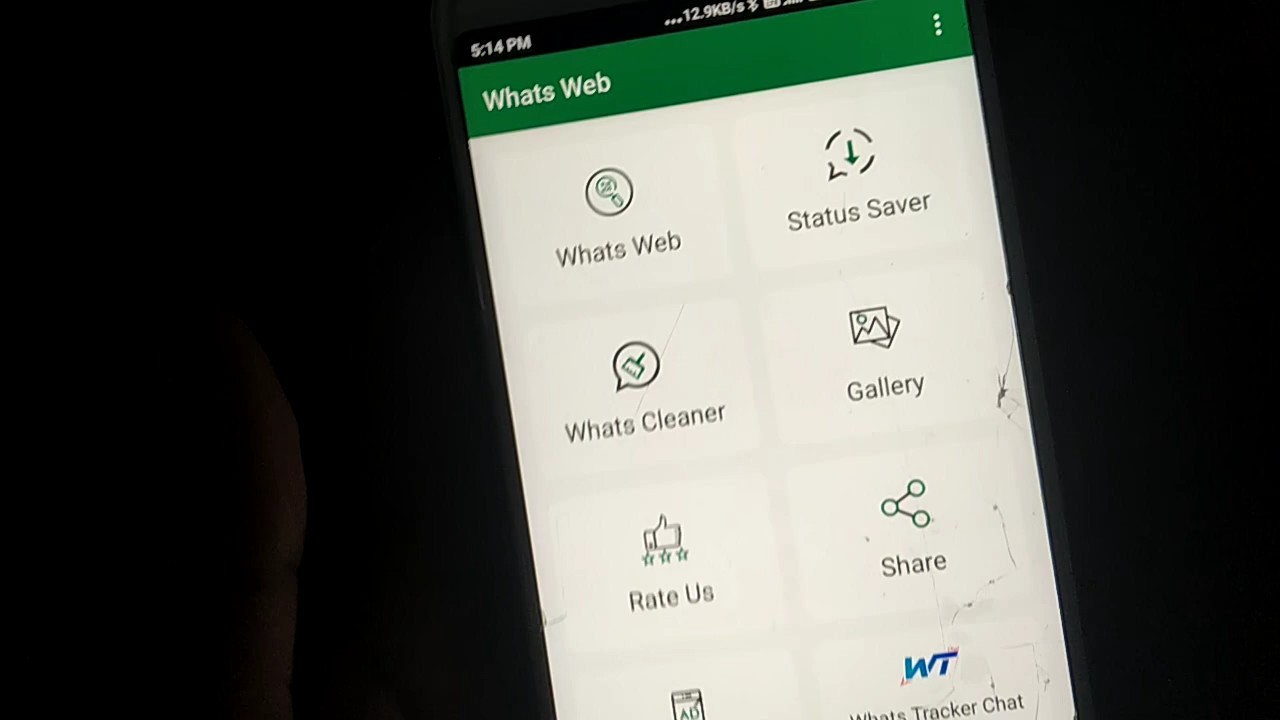 5:14 PM
...12.9KB/s
Whats Web
Whats Web
Status Saver
Whats Cleaner
Gallery
Rate Us
Share
AD
WT
Whats Tracker Chat